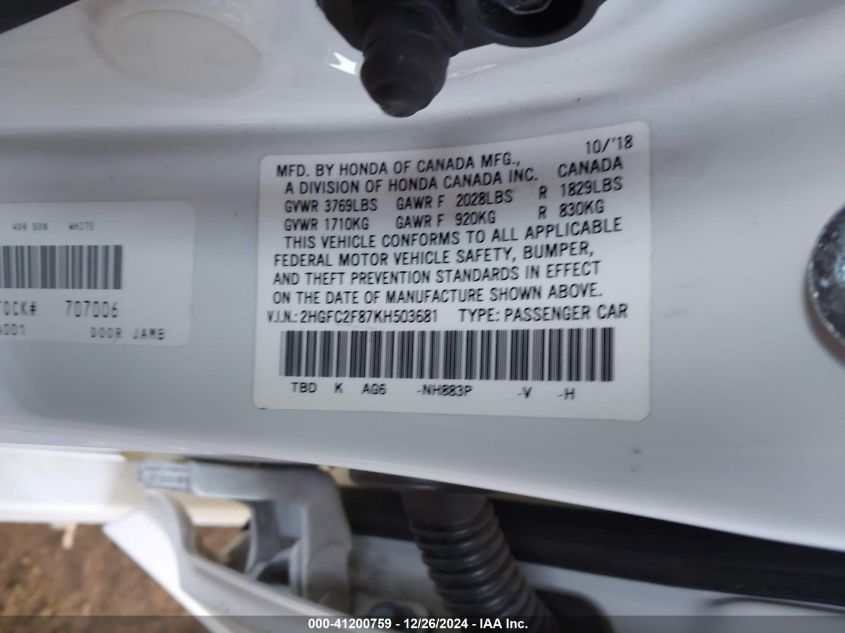 10/'18
MFD. BY HONDA OF CANADA MFG.,
A DIVISION OF HONDA CANADA INC. CANADA
GVWR 3769LBS GAWR F 2028LBS R 1829LBS
GVWR 1710KG GAWR F 920KG R 830KG
THIS VEHICLE CONFORMS TO ALL APPLICABLE
FEDERAL MOTOR VEHICLE SAFETY, BUMPER,
AND THEFT PREVENTION STANDARDS IN EFFECT
ON THE DATE OF MANUFACTURE SHOWN ABOVE.
V.I.N.: 2HGFC2F87KH503681 TYPE: PASSENGER CAR
TBD K AG6 -NH883P -V -H
4DR SDN WHITE
TOCK# 707006
DOOR JAMB
000-41200759 - 12/26/2024 - IAA Inc.